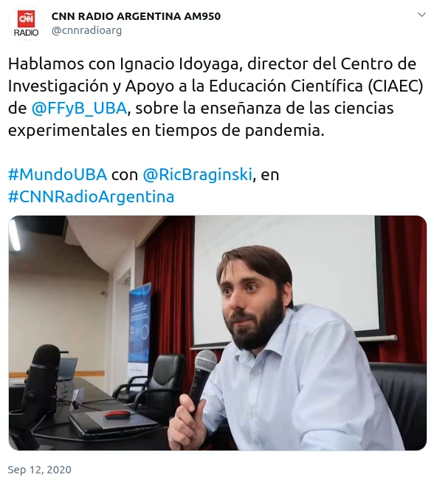 CNN RADIO ARGENTINA AM950
@cnnradioarg
CNN
RADIO
Hablamos con Ignacio Idoyaga, director del Centro de
Investigación y Apoyo a la Educación Científica (CIAEC)
de @FFyB_UBA, sobre la enseñanza de las ciencias
experimentales en tiempos de pandemia.
#MundoUBA con @RicBraginski, en
#CNNRadioArgentina
Sep 12, 2020